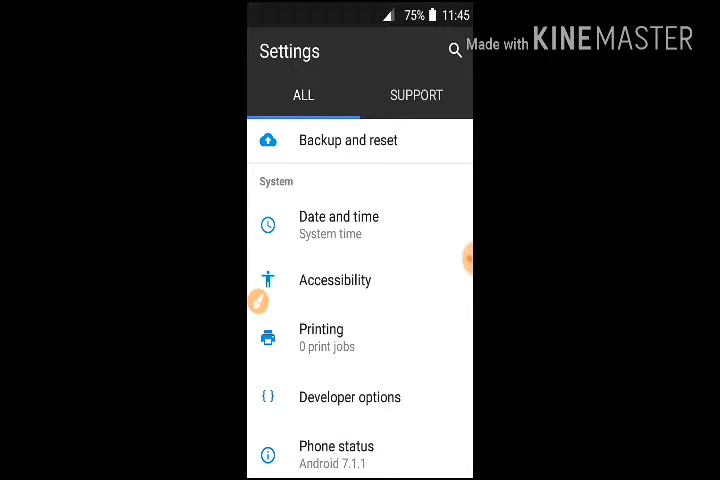 75% 11:45
Settings
Made with KINEMASTER
ALL SUPPORT
Backup and reset
System
Date and time
System time
Accessibility
Printing
0 print jobs
{ } Developer options
Phone status
Android 7.1.1